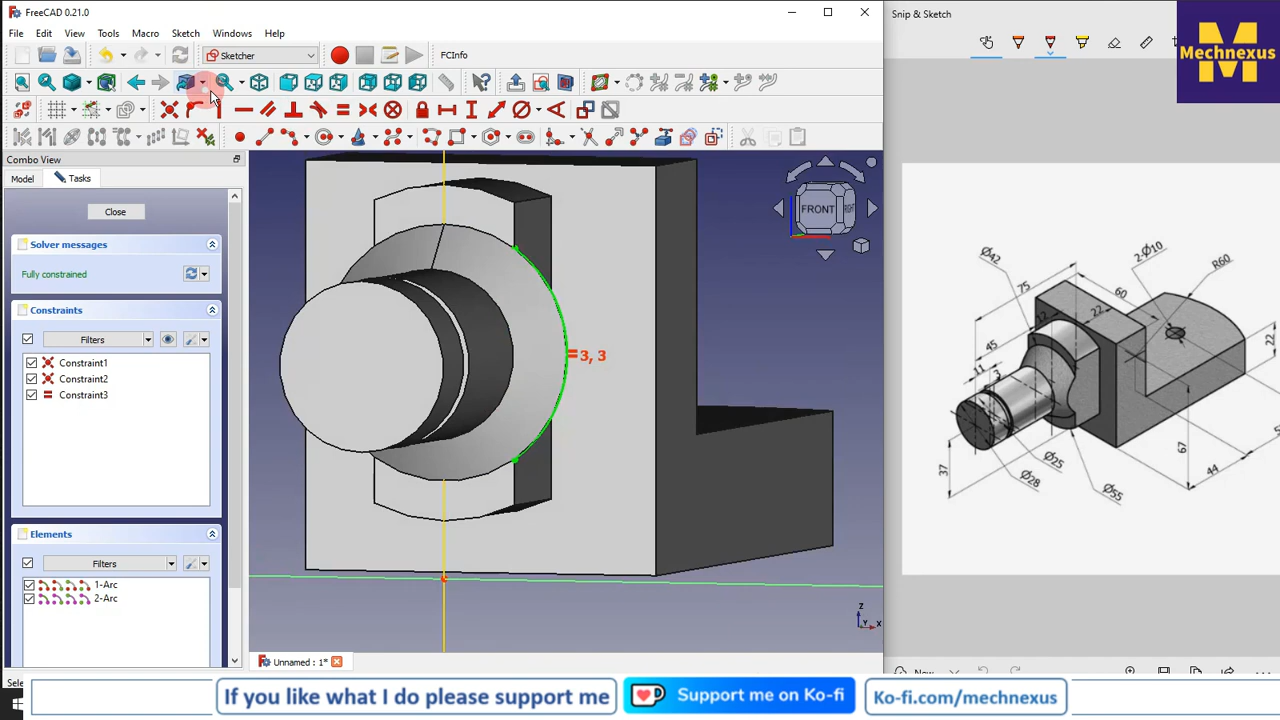 FreeCAD 0.21.0
File Edit View Tools Macro Sketch Windows Help
Sketcher
FCInfo
Combo View
Model Tasks
Close
Solver messages
Fully constrained
Constraints
Filters
Constraint1
Constraint2
Constraint3
Elements
Filters
1-Arc
2-Arc
3, 3
FRONT
RIGHT
Z
Y X
Unnamed : 1*
Snip & Sketch
M
Mechnexus
Ø42
75
2-Ø10
R60
60
12
22
45
11
3
22
67
44
37
Ø25
Ø28
Ø55
New
If you like what I do please support me
Support me on Ko-fi
Ko-fi.com/mechnexus